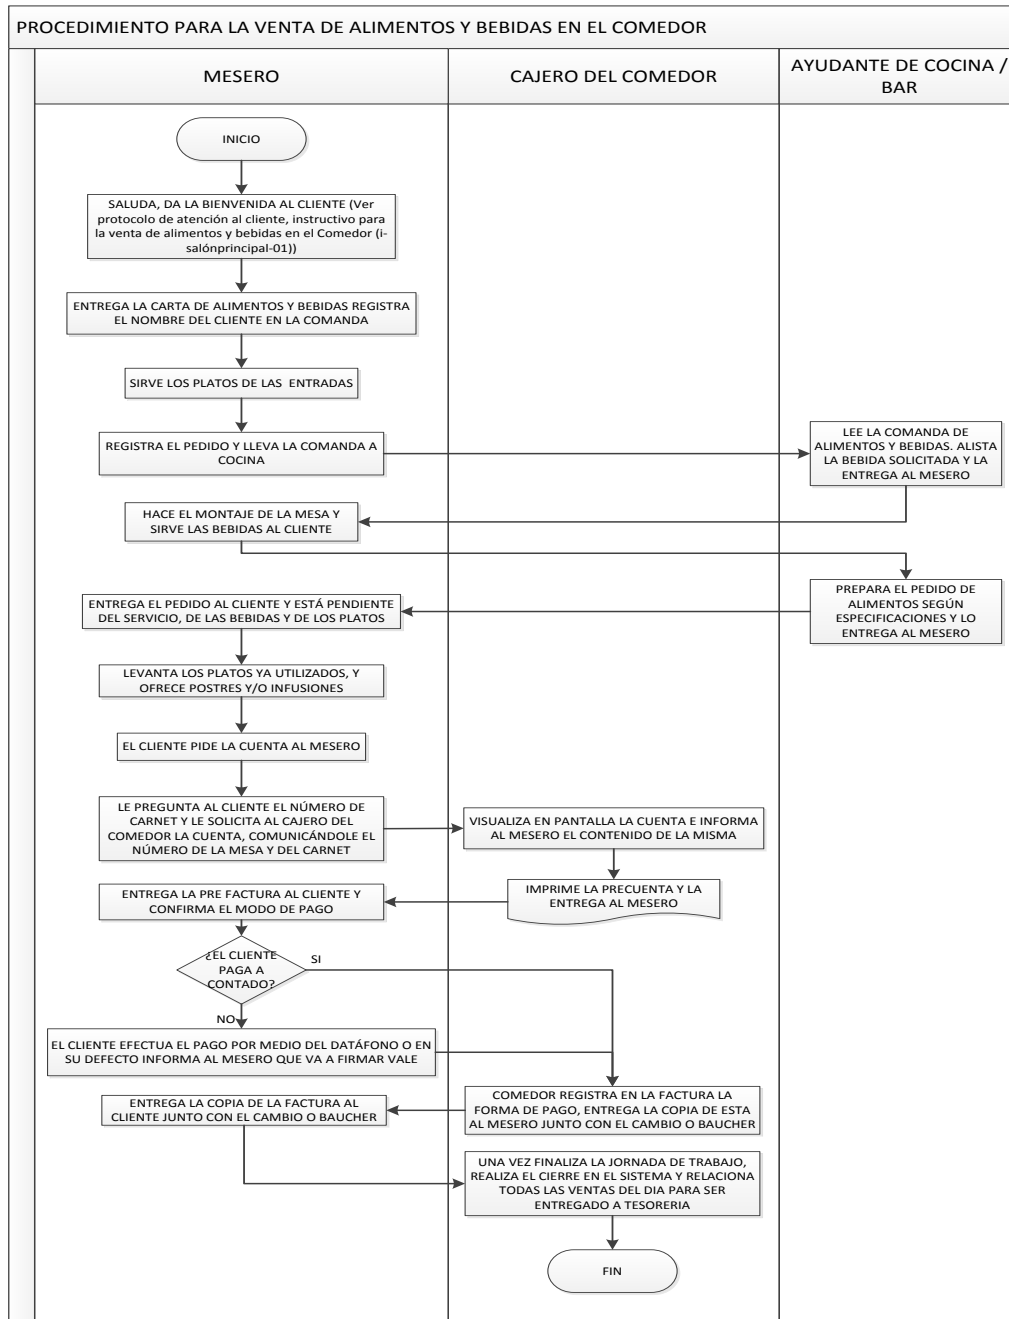 PROCEDIMIENTO PARA LA VENTA DE ALIMENTOS Y BEBIDAS EN EL COMEDOR
MESERO
CAJERO DEL COMEDOR
AYUDANTE DE COCINA /
BAR
INICIO
SALUDA, DA LA BIENVENIDA AL CLIENTE (Ver
protocolo de atención al cliente, instructivo para
la venta de alimentos y bebidas en el Comedor (i-
salónprincipal-01))
ENTREGA LA CARTA DE ALIMENTOS Y BEBIDAS REGISTRA
EL NOMBRE DEL CLIENTE EN LA COMANDA
SIRVE LOS PLATOS DE LAS ENTRADAS
REGISTRA EL PEDIDO Y LLEVA LA COMANDA A
COCINA
LEE LA COMANDA DE
ALIMENTOS Y BEBIDAS. ALISTA
LA BEBIDA SOLICITADA Y LA
ENTREGA AL MESERO
HACE EL MONTAJE DE LA MESA Y
SIRVE LAS BEBIDAS AL CLIENTE
PREPARA EL PEDIDO DE
ALIMENTOS SEGÚN
ESPECIFICACIONES Y LO
ENTREGA AL MESERO
ENTREGA EL PEDIDO AL CLIENTE Y ESTÁ PENDIENTE
DEL SERVICIO, DE LAS BEBIDAS Y DE LOS PLATOS
LEVANTA LOS PLATOS YA UTILIZADOS, Y
OFRECE POSTRES Y/O INFUSIONES
EL CLIENTE PIDE LA CUENTA AL MESERO
LE PREGUNTA AL CLIENTE EL NÚMERO DE
CARNET Y LE SOLICITA AL CAJERO DEL
COMEDOR LA CUENTA, COMUNICÁNDOLE EL
NÚMERO DE LA MESA Y DEL CARNET
VISUALIZA EN PANTALLA LA CUENTA E INFORMA
AL MESERO EL CONTENIDO DE LA MISMA
IMPRIME LA PRECUENTA Y LA
ENTREGA AL MESERO
ENTREGA LA PRE FACTURA AL CLIENTE Y
CONFIRMA EL MODO DE PAGO
¿EL CLIENTE
PAGA A
CONTADO?
SI
NO
EL CLIENTE EFECTUA EL PAGO POR MEDIO DEL DATÁFONO O EN
SU DEFECTO INFORMA AL MESERO QUE VA A FIRMAR VALE
COMEDOR REGISTRA EN LA FACTURA LA
FORMA DE PAGO, ENTREGA LA COPIA DE ESTA
AL MESERO JUNTO CON EL CAMBIO O BAUCHER
ENTREGA LA COPIA DE LA FACTURA AL
CLIENTE JUNTO CON EL CAMBIO O BAUCHER
UNA VEZ FINALIZA LA JORNADA DE TRABAJO,
REALIZA EL CIERRE EN EL SISTEMA Y RELACIONA
TODAS LAS VENTAS DEL DIA PARA SER
ENTREGADO A TESORERIA
FIN